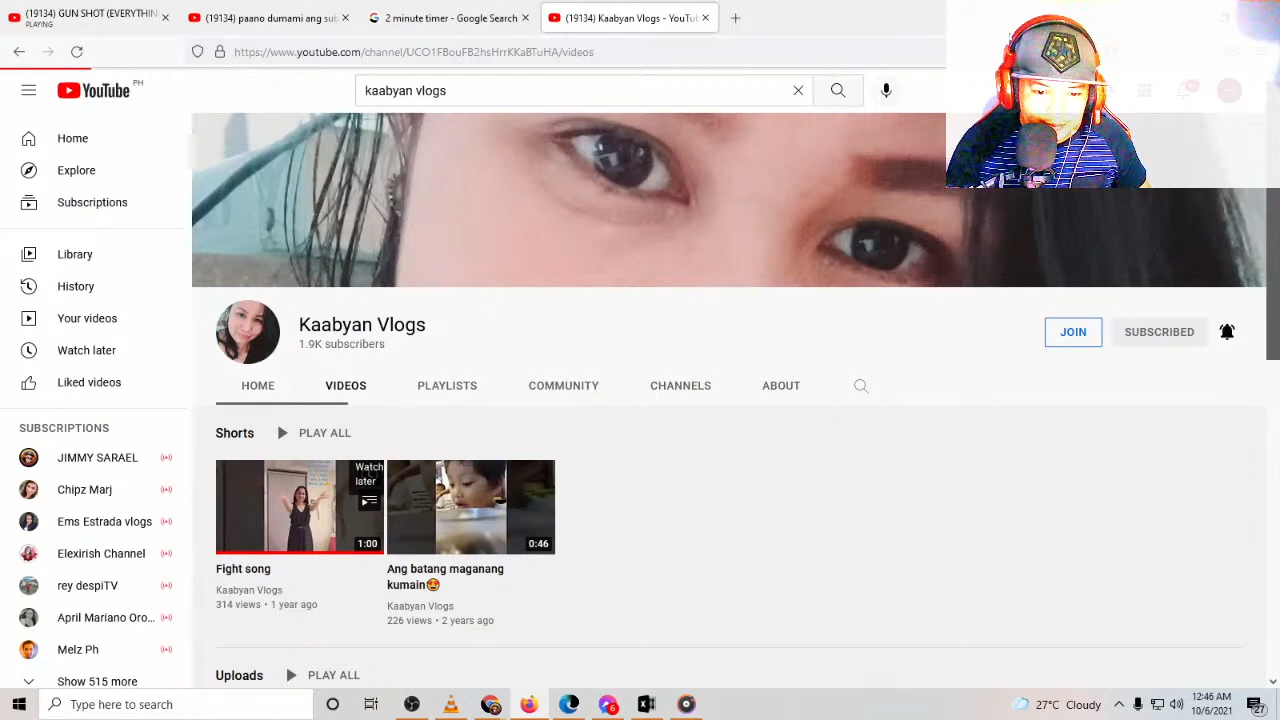 (19134) GUN SHOT (EVERYTHIN
PLAYING
(19134) paano dumami ang sub
2 minute timer - Google Search
(19134) Kaabyan Vlogs - YouTub
https://www.youtube.com/channel/UCO1FBouFB2hsHrrKKaBTuHA/videos
YouTube PH
kaabyan vlogs
Home
Explore
Subscriptions
Library
History
Your videos
Watch later
Liked videos
SUBSCRIPTIONS
JIMMY SARAEL
Chipz Marj
Ems Estrada vlogs
Elexirish Channel
rey despiTV
April Mariano Oro...
Melz Ph
Show 515 more
Kaabyan Vlogs
1.9K subscribers
JOIN
SUBSCRIBED
HOME VIDEOS PLAYLISTS COMMUNITY CHANNELS ABOUT
Shorts PLAY ALL
Watch
later
1:00
0:46
Fight song
Kaabyan Vlogs
314 views • 1 year ago
Ang batang maganang
kumain😍
Kaabyan Vlogs
226 views • 2 years ago
Uploads PLAY ALL
Type here to search
6
27°C Cloudy
12:46 AM
10/6/2021
27